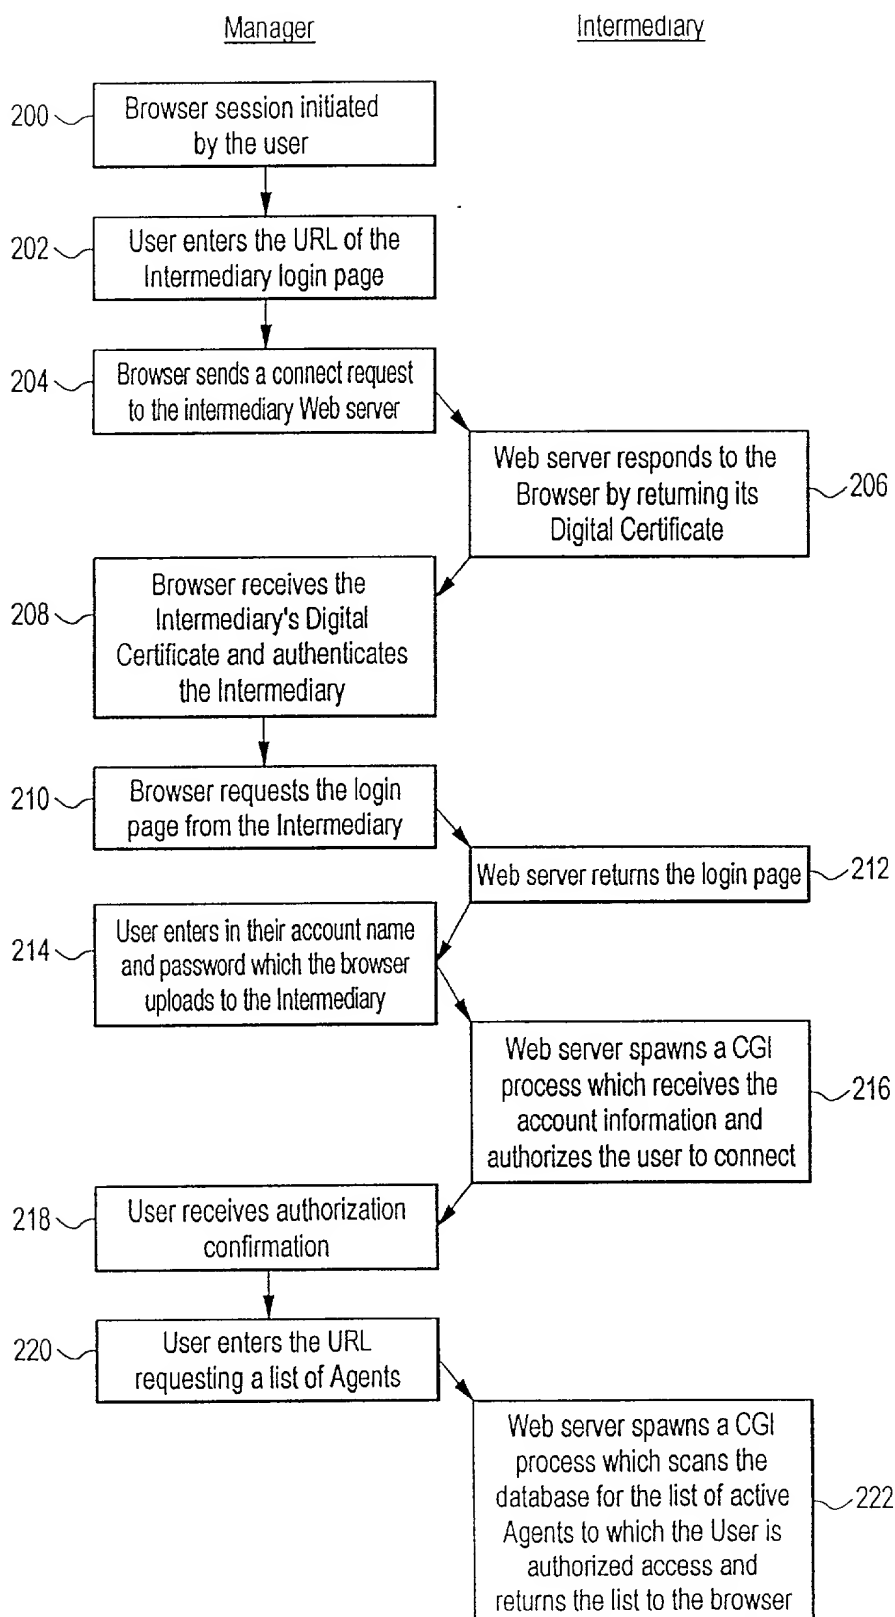 Manager
Intermediary
200
Browser session initiated
by the user
202
User enters the URL of the
Intermediary login page
204
Browser sends a connect request
to the intermediary Web server
Web server responds to the
Browser by returning its
Digital Certificate
206
208
Browser receives the
Intermediary's Digital
Certificate and authenticates
the Intermediary
210
Browser requests the login
page from the Intermediary
Web server returns the login page
212
214
User enters in their account name
and password which the browser
uploads to the Intermediary
Web server spawns a CGI
process which receives the
account information and
authorizes the user to connect
216
218
User receives authorization
confirmation
220
User enters the URL
requesting a list of Agents
Web server spawns a CGI
process which scans the
database for the list of active
Agents to which the User is
authorized access and
returns the list to the browser
222